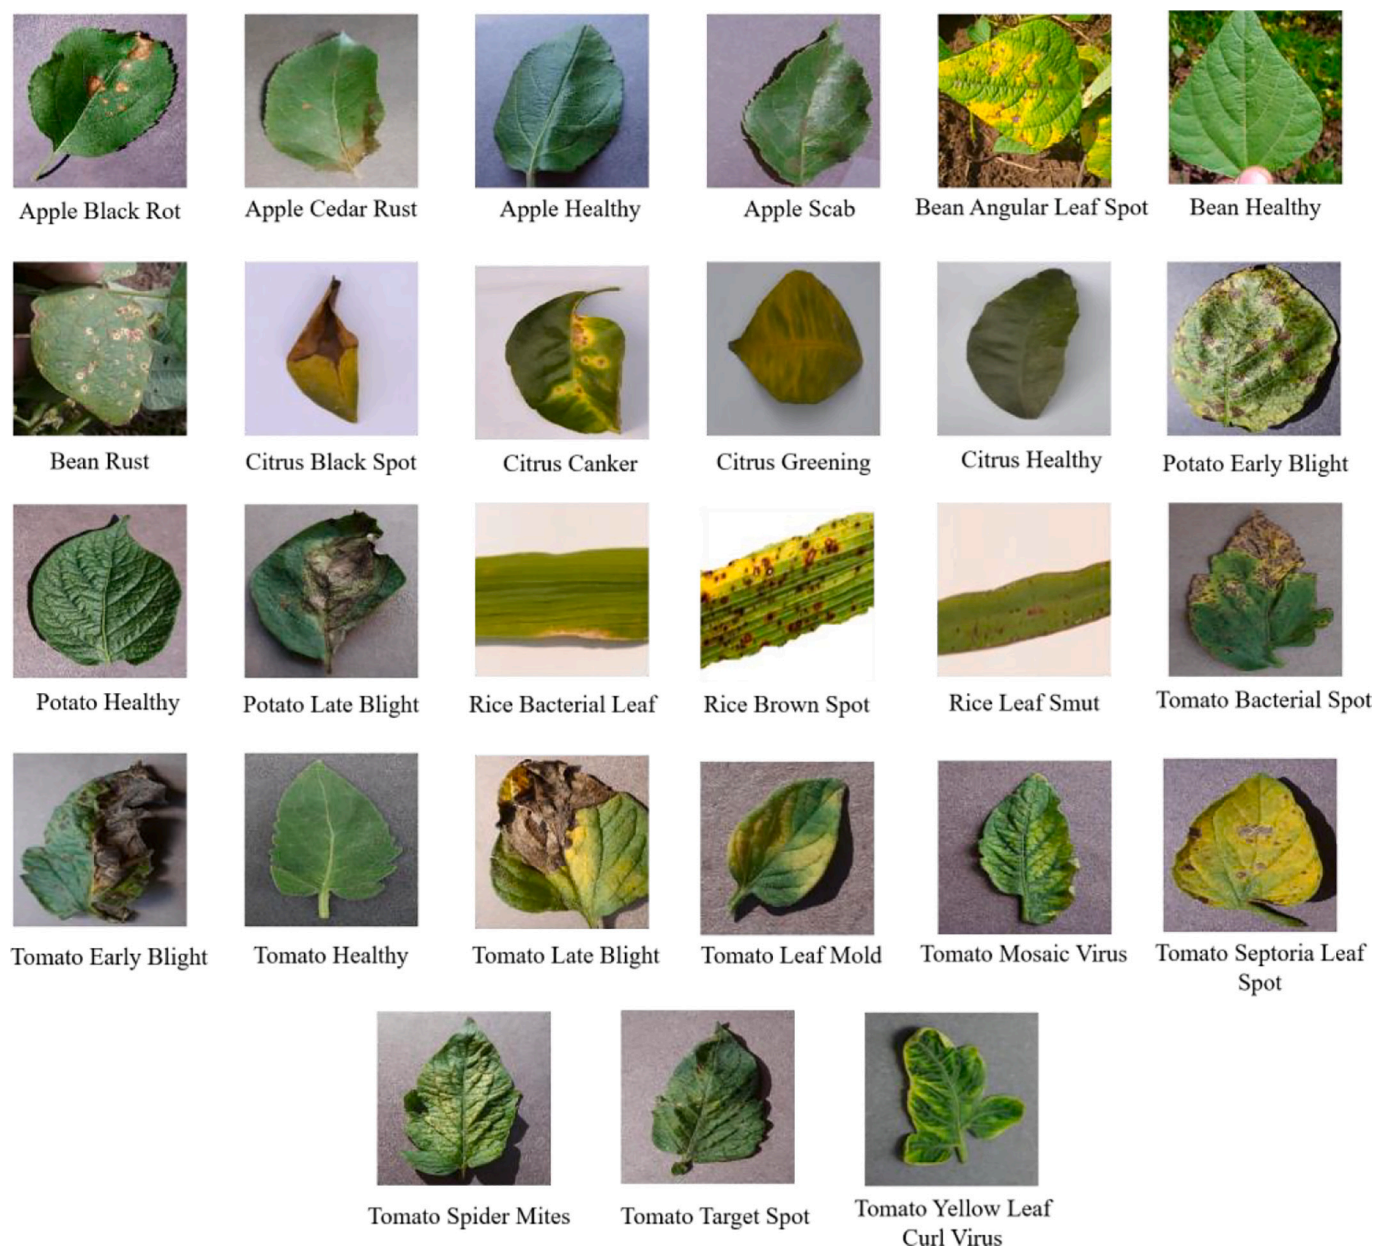 Apple Black Rot
Apple Cedar Rust
Apple Healthy
Apple Scab
Bean Angular Leaf Spot
Bean Healthy
Bean Rust
Citrus Black Spot
Citrus Canker
Citrus Greening
Citrus Healthy
Potato Early Blight
Potato Healthy
Potato Late Blight
Rice Bacterial Leaf
Rice Brown Spot
Rice Leaf Smut
Tomato Bacterial Spot
Tomato Early Blight
Tomato Healthy
Tomato Late Blight
Tomato Leaf Mold
Tomato Mosaic Virus
Tomato Septoria Leaf
Spot
Tomato Spider Mites
Tomato Target Spot
Tomato Yellow Leaf
Curl Virus